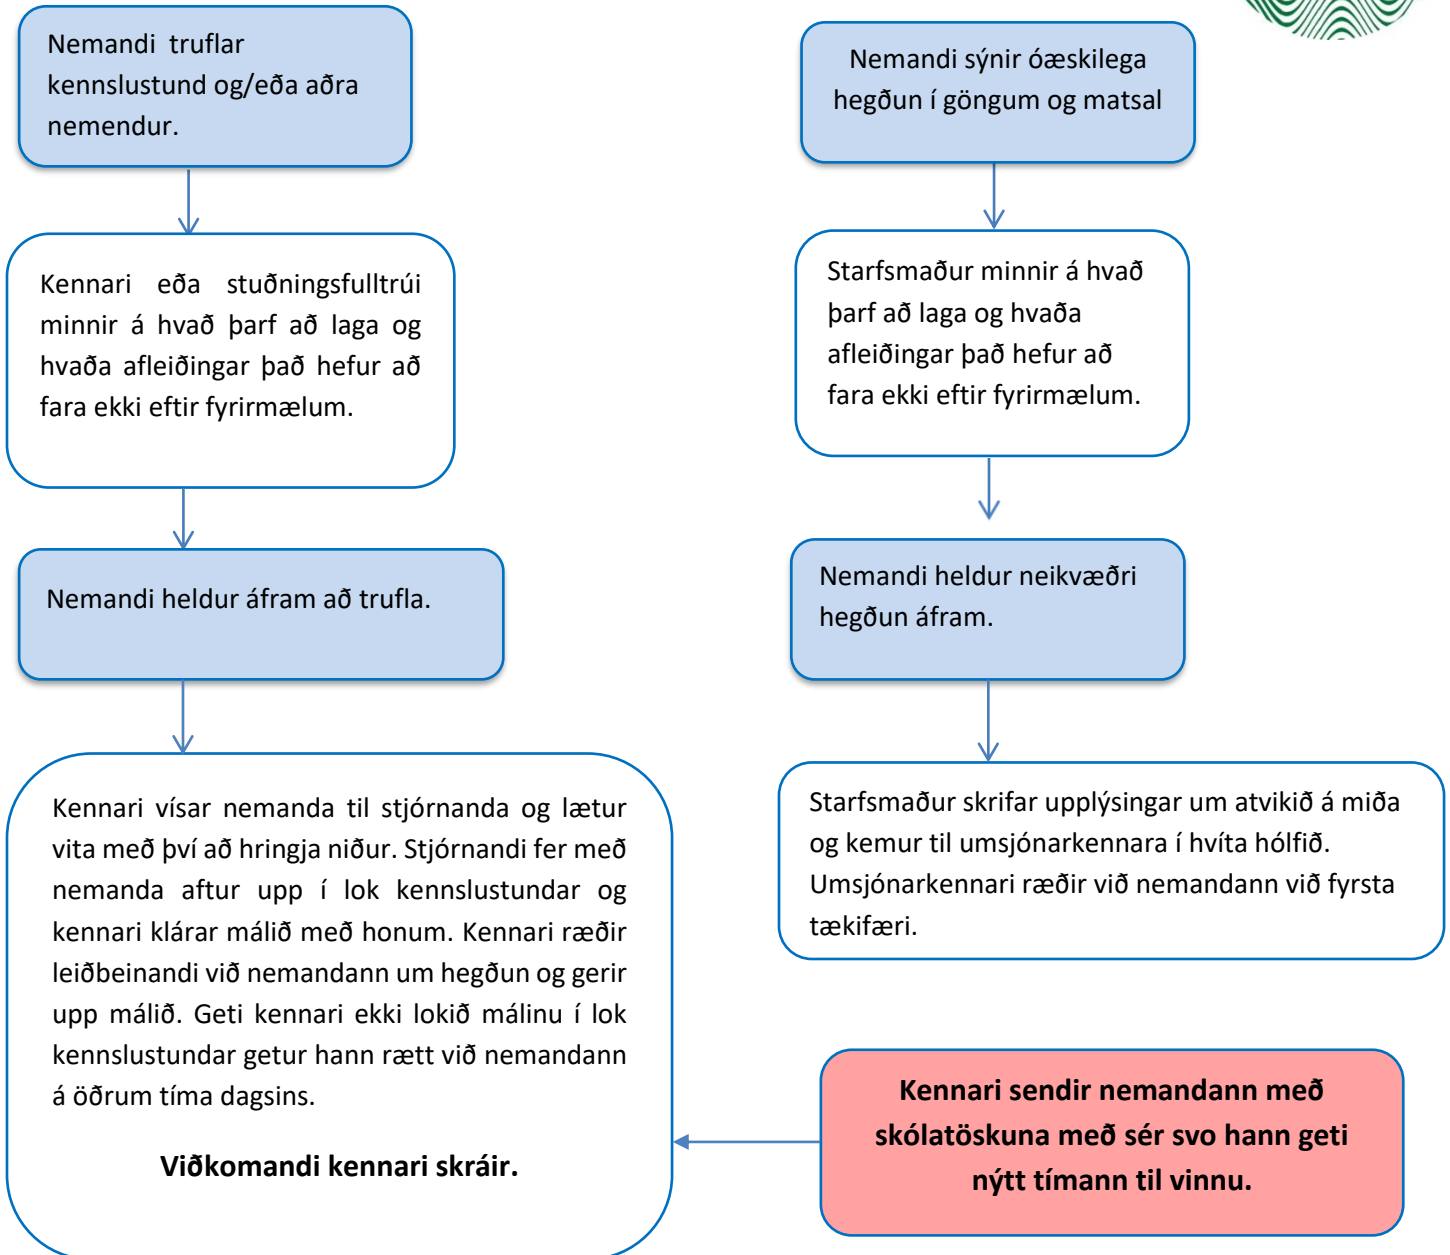 Nemandi truflar
kennslustund og/eða aðra
nemendur.
Kennari eða stuðningsfulltrúi
minnir á hvað þarf að laga og
hvaða afleiðingar það hefur að
fara ekki eftir fyrirmælum.
Nemandi heldur áfram að trufla.
Kennari vísar nemanda til stjórnanda og lætur
vita með því að hringja niður. Stjórnandi fer með
nemanda aftur upp í lok kennslustundar og
kennari klárar málið með honum. Kennari ræðir
leiðbeinandi við nemandann um hegðun og gerir
upp málið. Geti kennari ekki lokið málinu í lok
kennslustundar getur hann rætt við nemandann
á öðrum tíma dagsins.
Viðkomandi kennari skráir.
Nemandi sýnir óæskilega
hegðun í göngum og matsal
Starfsmaður minnir á hvað
þarf að laga og hvaða
afleiðingar það hefur að
fara ekki eftir fyrirmælum.
Nemandi heldur neikvæðri
hegðun áfram.
Starfsmaður skrifar upplýsingar um atvikið á miða
og kemur til umsjónarkennara í hvíta hólfið.
Umsjónarkennari ræðir við nemandann við fyrsta
tækifæri.
Kennari sendir nemandann með
skólatöskuna með sér svo hann geti
nýtt tímann til vinnu.